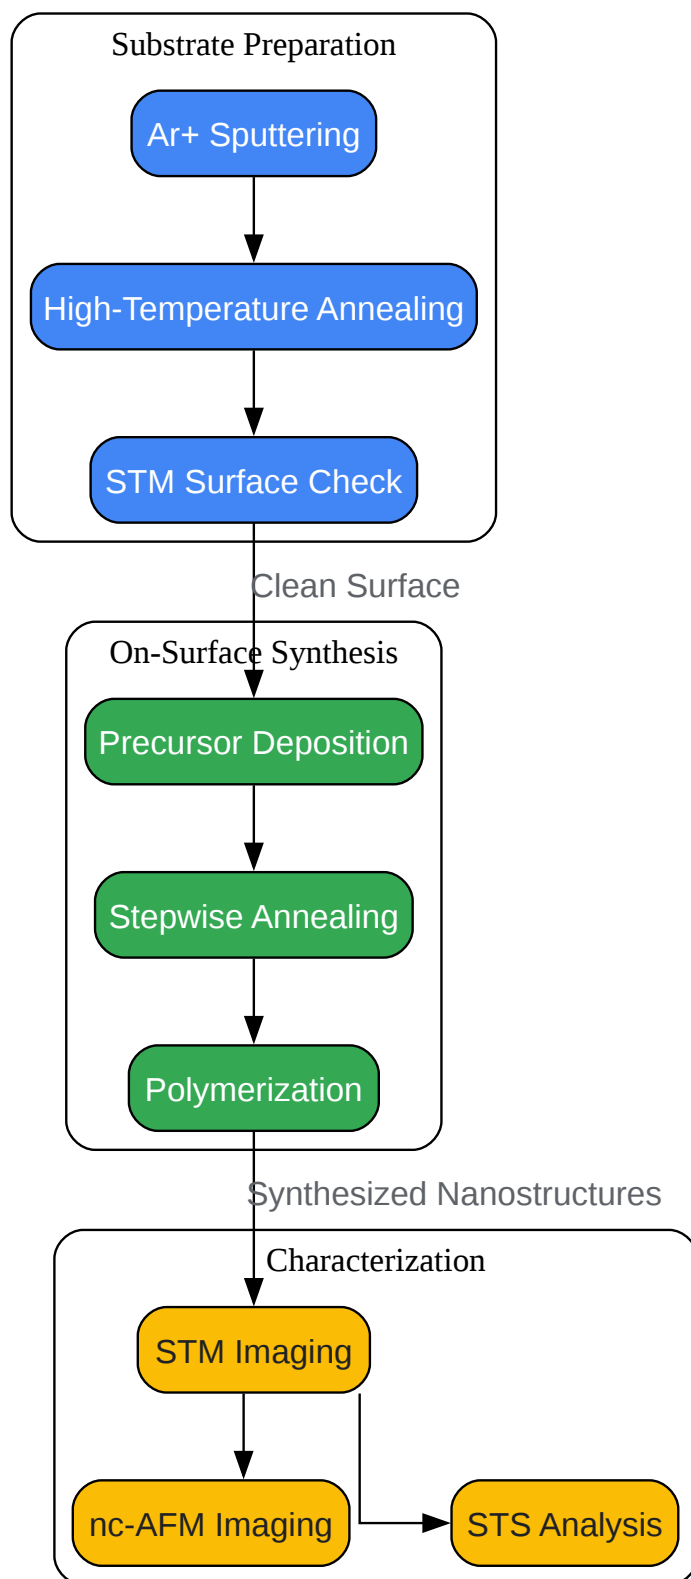 Substrate Preparation
Ar+ Sputtering
High-Temperature Annealing
STM Surface Check
Clean Surface
On-Surface Synthesis
Precursor Deposition
Stepwise Annealing
Polymerization
Synthesized Nanostructures
Characterization
STM Imaging
nc-AFM Imaging
STS Analysis